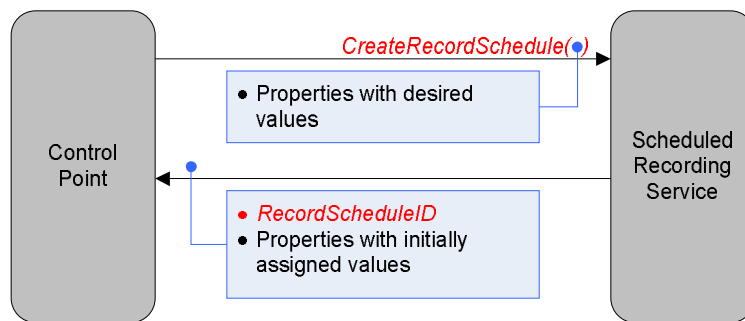 CreateRecordSchedule( )
● Properties with desired
values
Control
Point
Scheduled
Recording
Service
● RecordScheduleID
● Properties with initially
assigned values